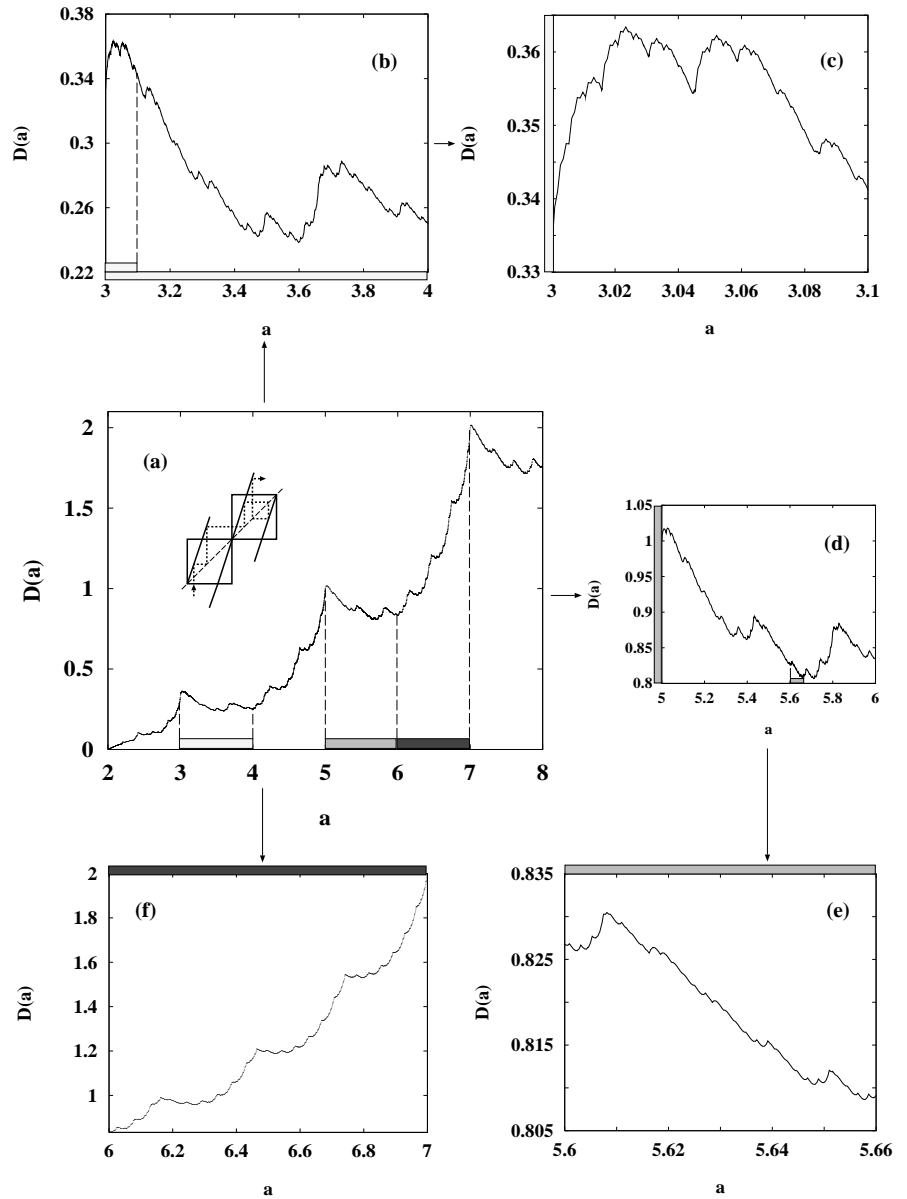 0.38
0.34
0.3
0.26
0.22
D(a)
(b)
3 3.2 3.4 3.6 3.8 4
a
0.36
0.35
0.34
0.33
D(a)
(c)
3 3.02 3.04 3.06 3.08 3.1
a
2
1.5
1
0.5
0
D(a)
(a)
2 3 4 5 6 7 8
a
1.05
1
0.95
0.9
0.85
0.8
D(a)
(d)
5 5.2 5.4 5.6 5.8 6
a
2
1.8
1.6
1.4
1.2
1
D(a)
(f)
6 6.2 6.4 6.6 6.8 7
a
0.835
0.825
0.815
0.805
D(a)
(e)
5.6 5.62 5.64 5.66
a